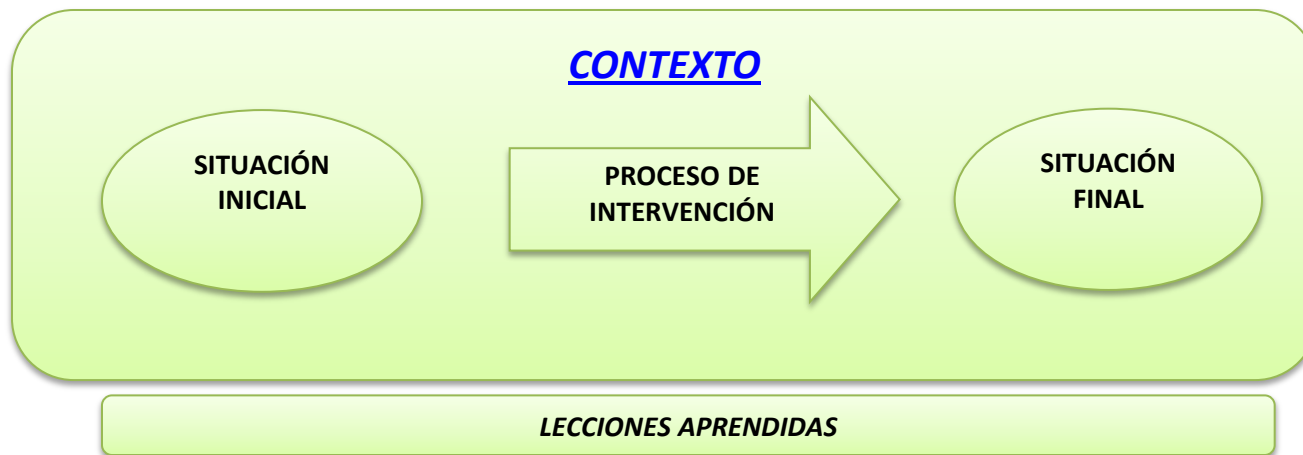 CONTEXTO
SITUACIÓN
INICIAL
PROCESO DE
INTERVENCIÓN
SITUACIÓN
FINAL
LECCIONES APRENDIDAS